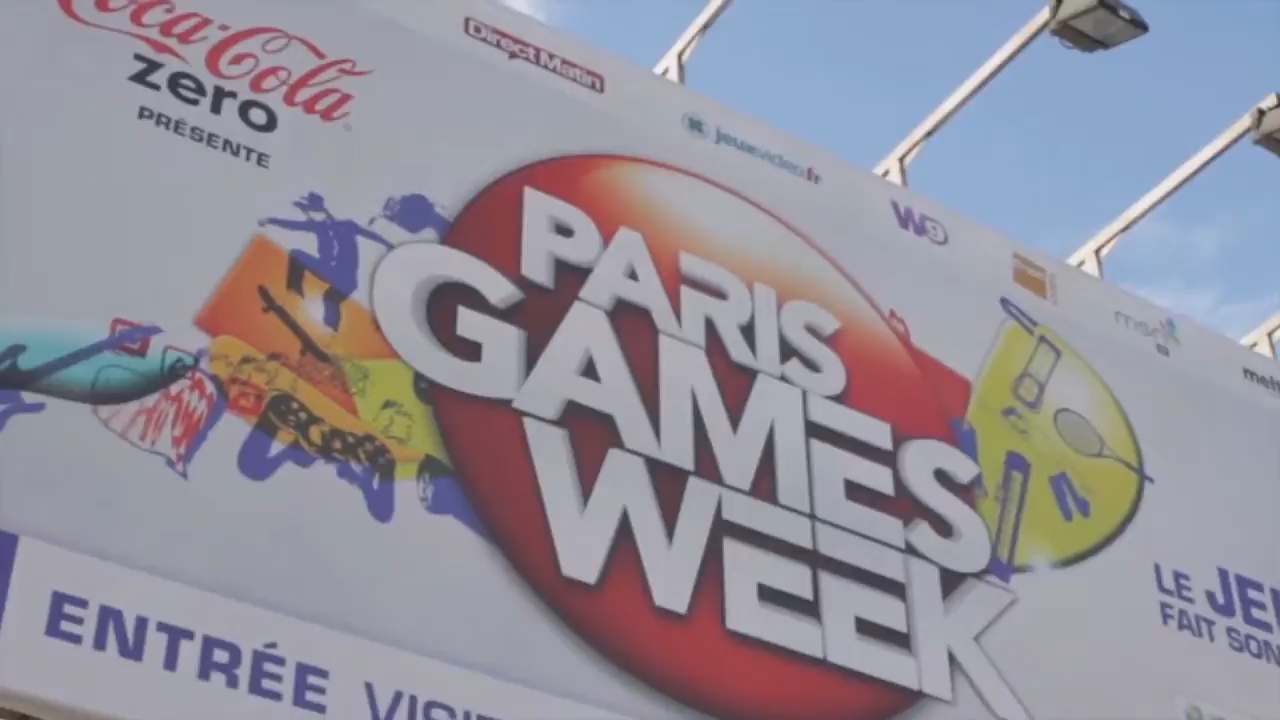 Coca-Cola
zero
PRÉSENTE
Direct Matin
jeuxvideo.fr
W9
PARIS
GAMES
WEEK
LE JE
FAIT SON
ENTRÉE